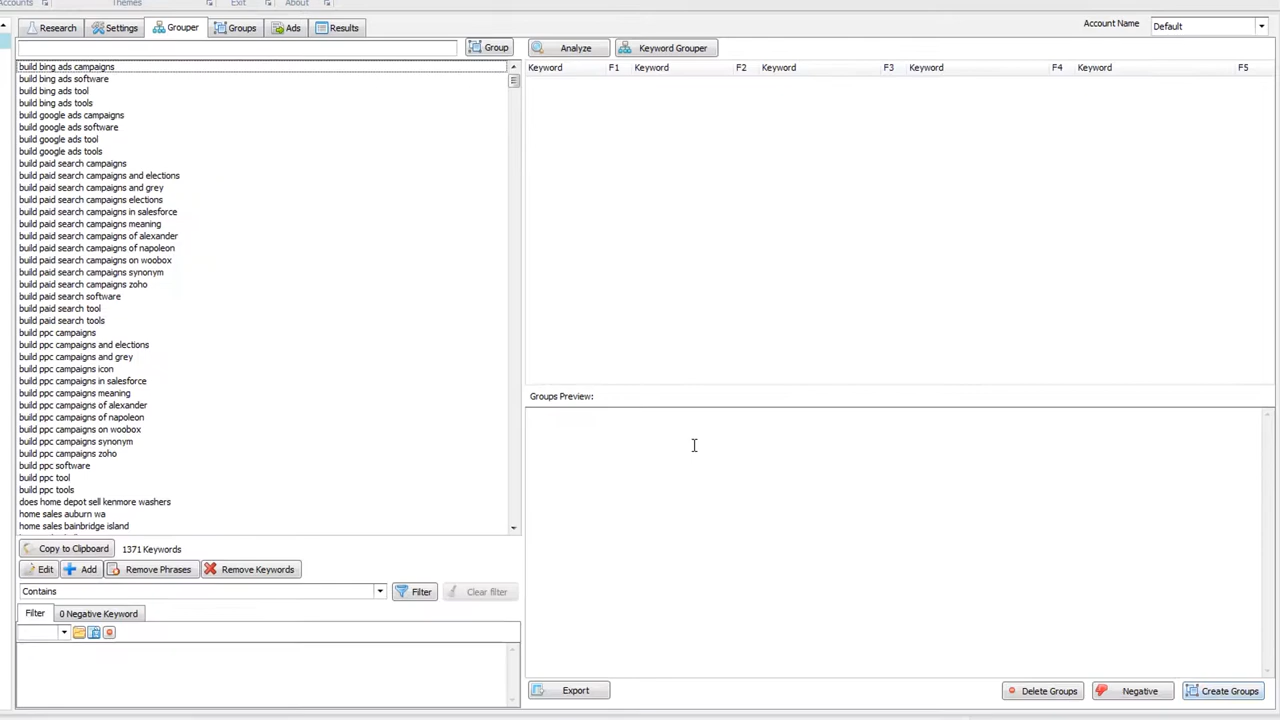 Accounts Themes Exit About
Research Settings Grouper Groups Ads Results Account Name Default
Group Analyze Keyword Grouper
Keyword F1 Keyword F2 Keyword F3 Keyword F4 Keyword F5
build bing ads campaigns
build bing ads software
build bing ads tool
build bing ads tools
build google ads campaigns
build google ads software
build google ads tool
build google ads tools
build paid search campaigns
build paid search campaigns and elections
build paid search campaigns and grey
build paid search campaigns elections
build paid search campaigns in salesforce
build paid search campaigns meaning
build paid search campaigns of alexander
build paid search campaigns of napoleon
build paid search campaigns on woobox
build paid search campaigns synonym
build paid search campaigns zoho
build paid search software
build paid search tool
build paid search tools
build ppc campaigns
build ppc campaigns and elections
build ppc campaigns and grey
build ppc campaigns icon
build ppc campaigns in salesforce
build ppc campaigns meaning
build ppc campaigns of alexander
build ppc campaigns of napoleon
build ppc campaigns on woobox
build ppc campaigns synonym
build ppc campaigns zoho
build ppc software
build ppc tool
build ppc tools
does home depot sell kenmore washers
home sales auburn wa
home sales bainbridge island
Groups Preview:
Copy to Clipboard 1371 Keywords
Edit Add Remove Phrases Remove Keywords
Contains Filter Clear filter
Filter 0 Negative Keyword
Export Delete Groups Negative Create Groups